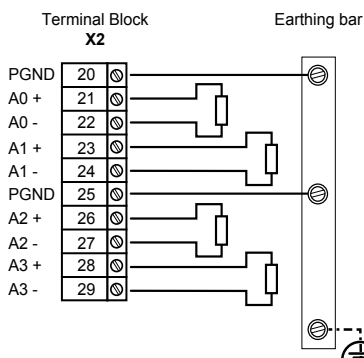 Terminal Block Earthing bar
X2
PGND 20
A0 + 21
A0 - 22
A1 + 23
A1 - 24
PGND 25
A2 + 26
A2 - 27
A3 + 28
A3 - 29